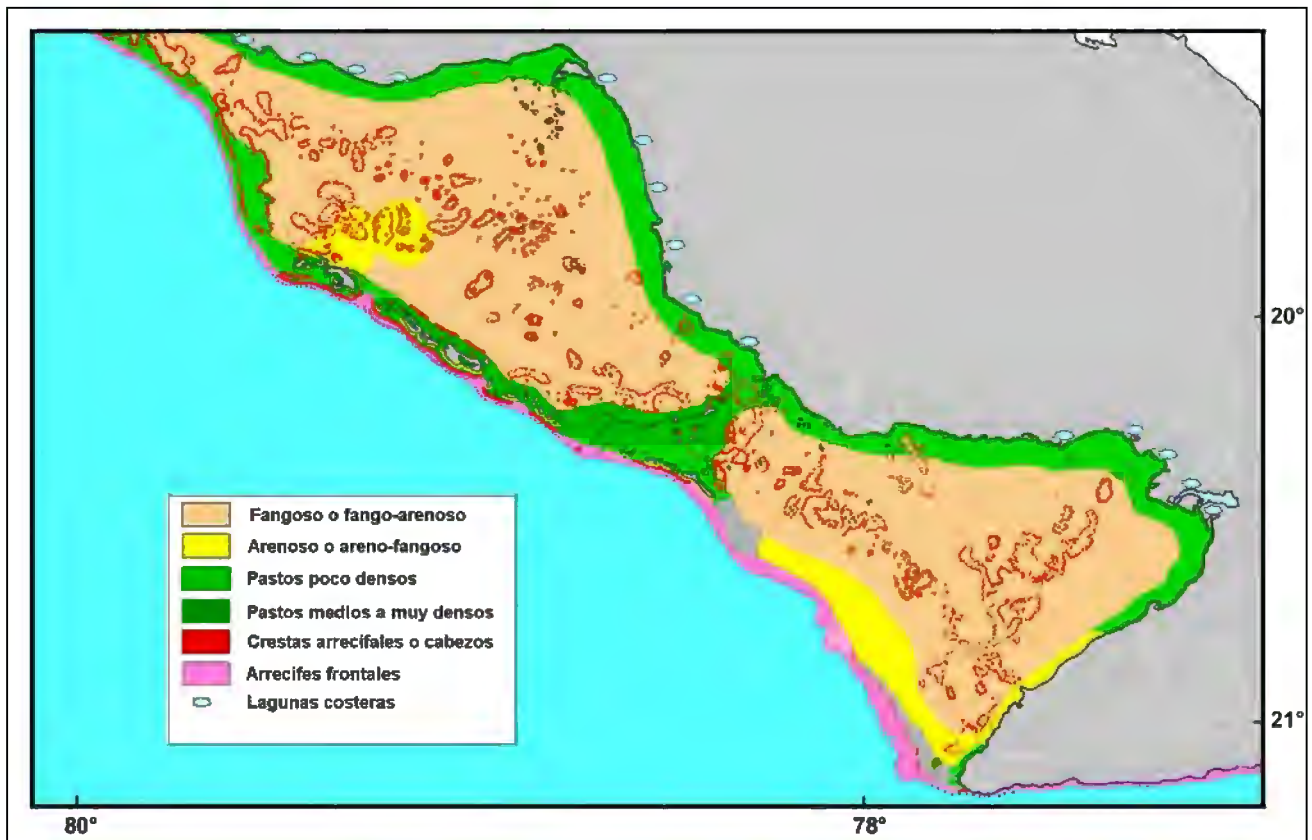 20°
Fangoso o fango-arenoso
Arenoso o areno-fangoso
Pastos poco densos
Pastos medios a muy densos
Crestas arrecifales o cabezos
Arrecifes frontales
Lagunas costeras
21°
80°
78°